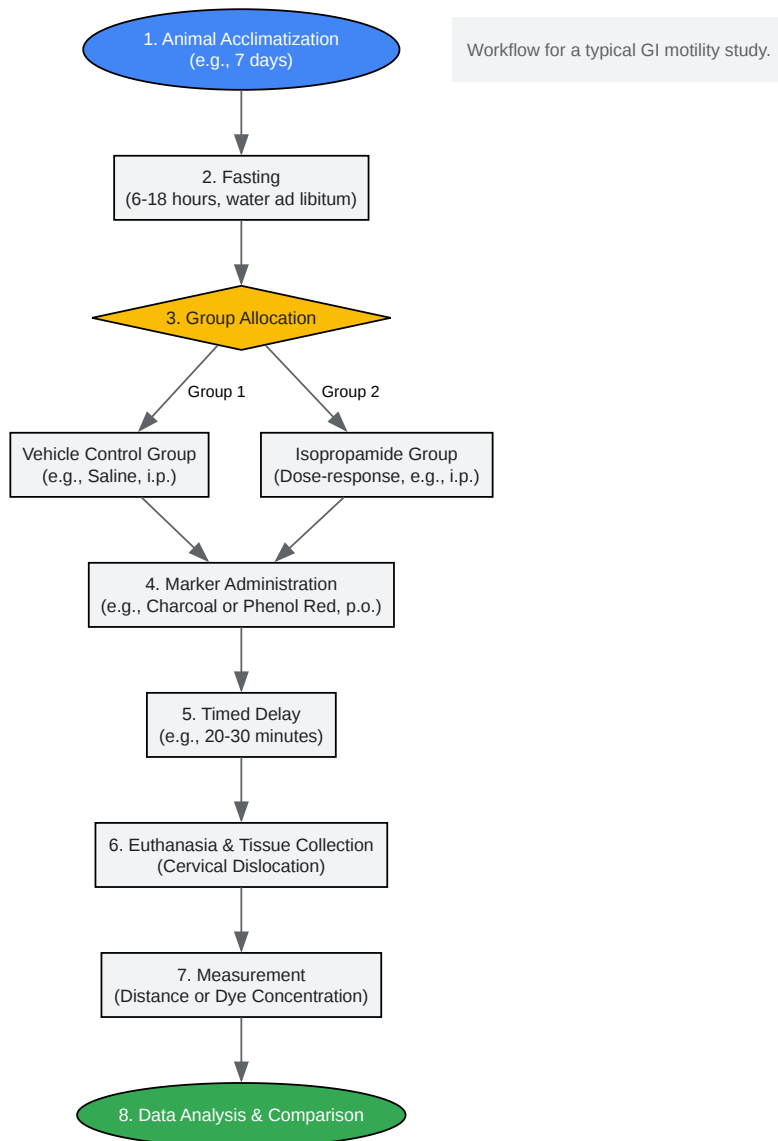 1. Animal Acclimatization
(e.g., 7 days)
Workflow for a typical GI motility study.
2. Fasting
(6-18 hours, water ad libitum)
3. Group Allocation
Group 1
Group 2
Vehicle Control Group
(e.g., Saline, i.p.)
Isopropamide Group
(Dose-response, e.g., i.p.)
4. Marker Administration
(e.g., Charcoal or Phenol Red, p.o.)
5. Timed Delay
(e.g., 20-30 minutes)
6. Euthanasia & Tissue Collection
(Cervical Dislocation)
7. Measurement
(Distance or Dye Concentration)
8. Data Analysis & Comparison